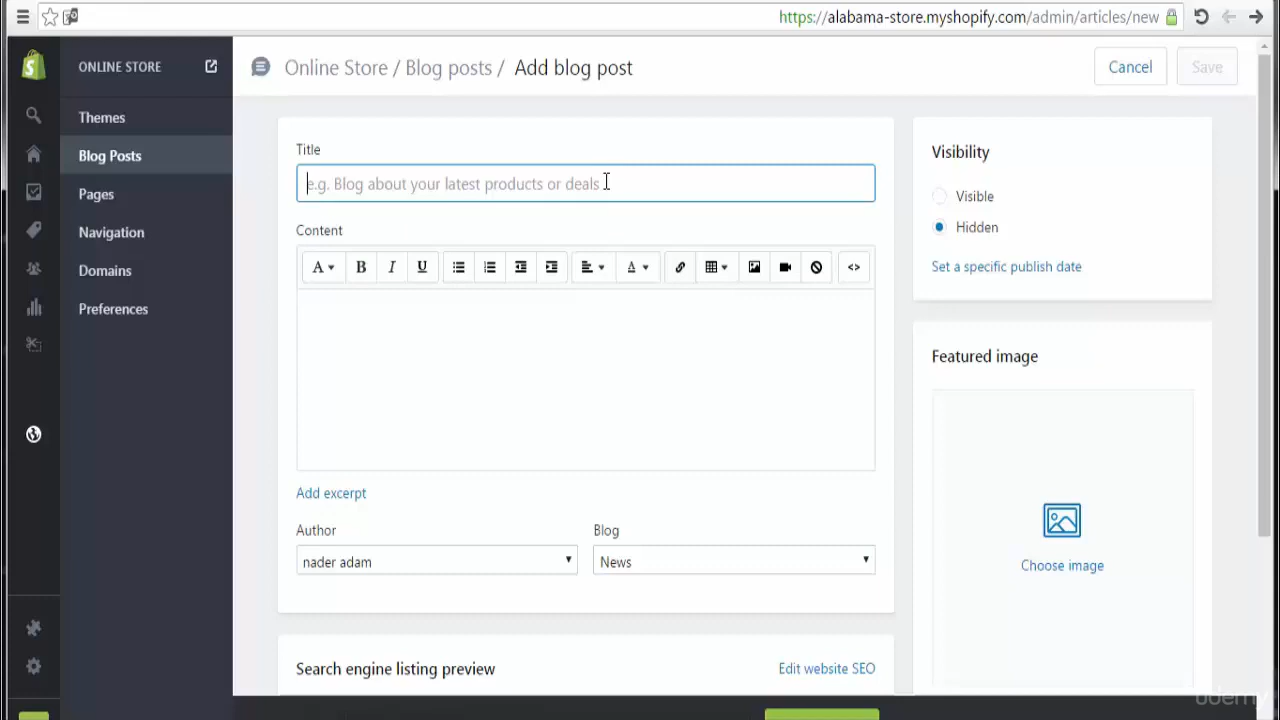 https://alabama-store.myshopify.com/admin/articles/new
ONLINE STORE
Themes
Blog Posts
Pages
Navigation
Domains
Preferences
Online Store / Blog posts / Add blog post
Cancel
Save
Title
e.g. Blog about your latest products or deals
Content
A
B
I
U
A
<>
Add excerpt
Author
Blog
nader adam
News
Search engine listing preview
Edit website SEO
Visibility
Visible
Hidden
Set a specific publish date
Featured image
Choose image
udemy